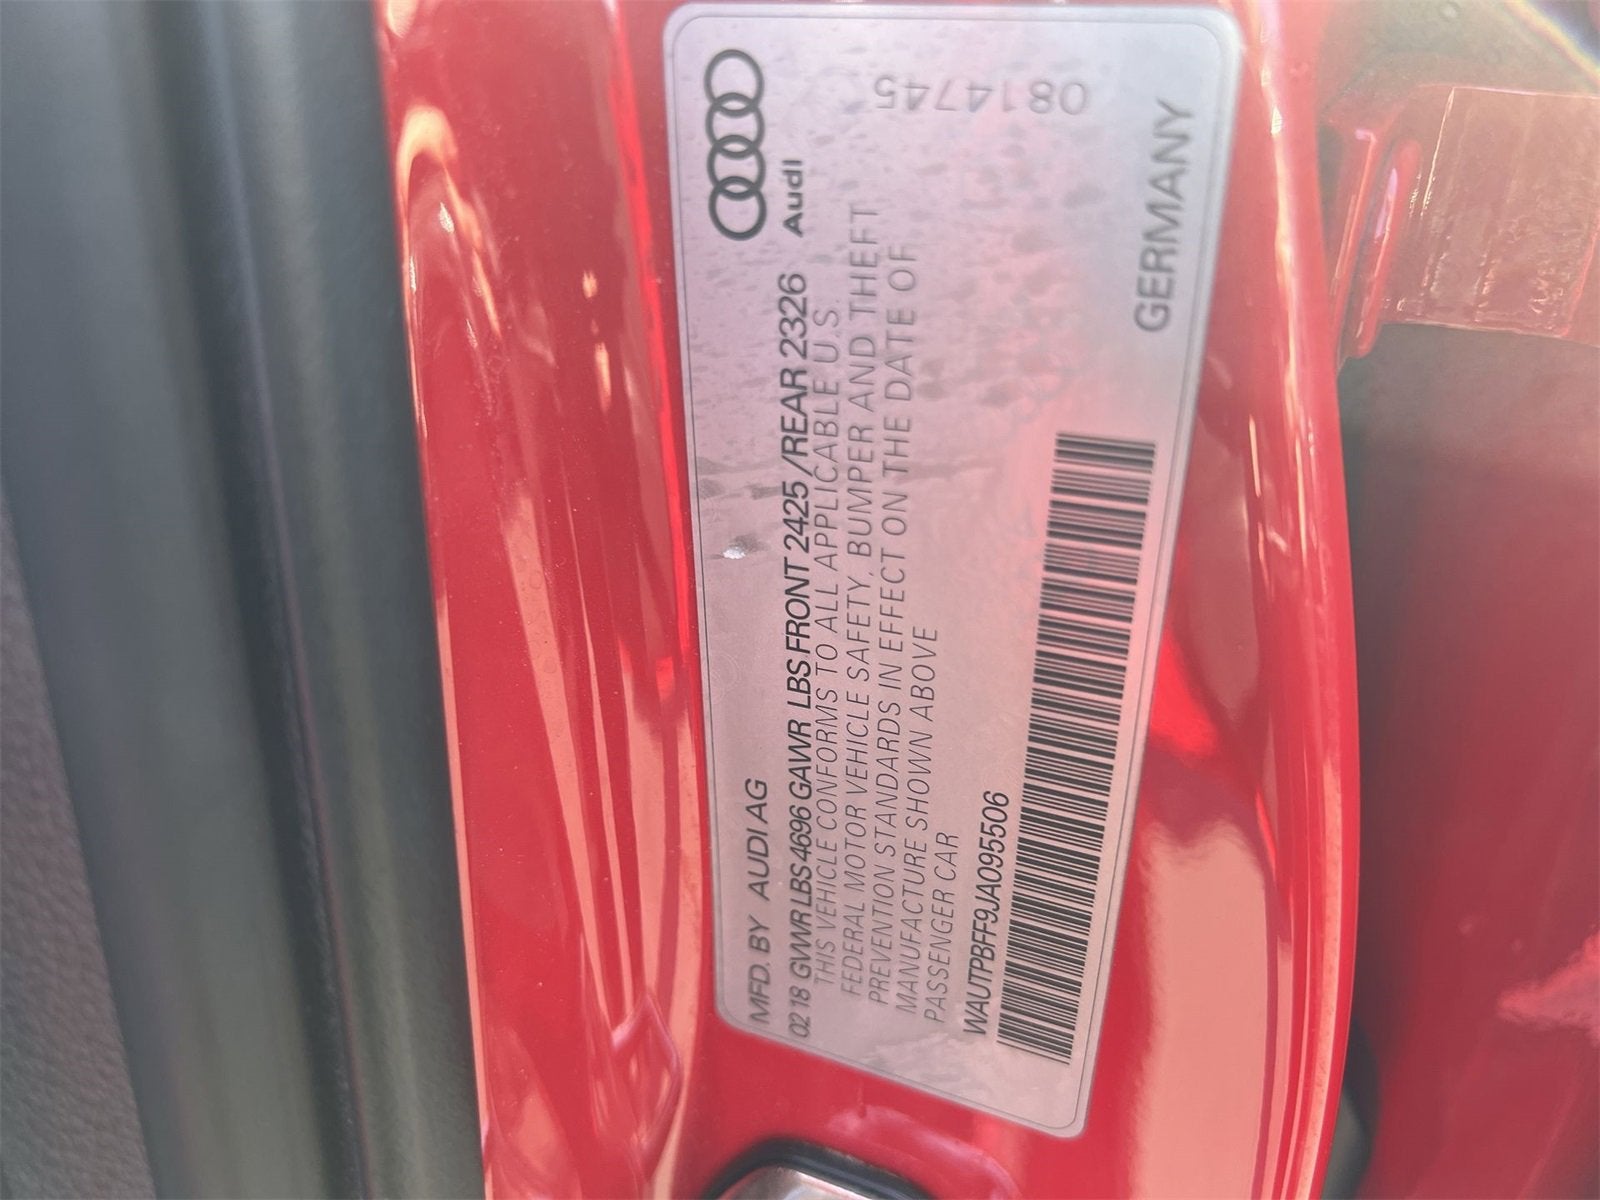 MFD. BY AUDI AG
02 18 GVWR LBS 4696 GAWR LBS FRONT 2425/REAR 2326
THIS VEHICLE CONFORMS TO ALL APPLICABLE U.S.
FEDERAL MOTOR VEHICLE SAFETY, BUMPER AND THEFT
PREVENTION STANDARDS IN EFFECT ON THE DATE OF
MANUFACTURE SHOWN ABOVE
PASSENGER CAR
WAUTPBFF9JA095506
Audi
0814745
GERMANY